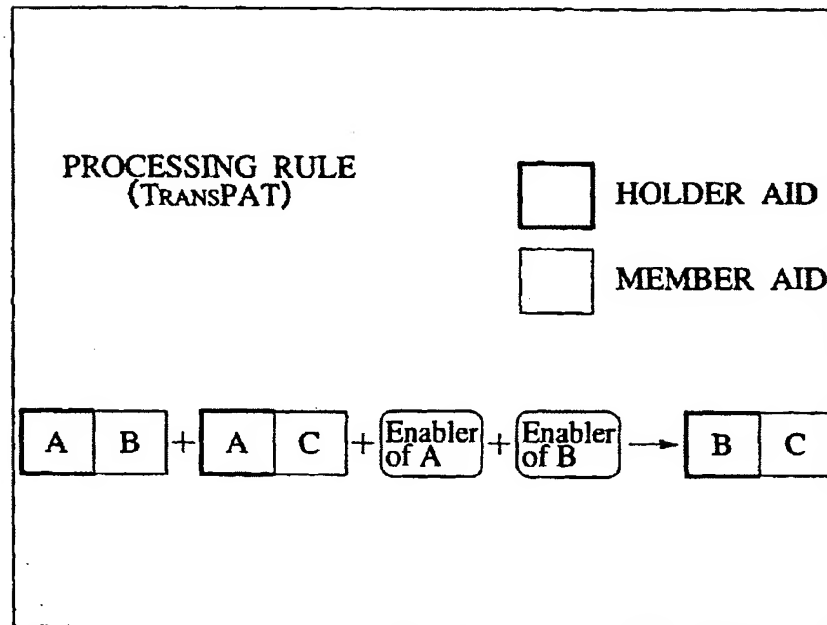 PROCESSING RULE
(TRANSPAT)
HOLDER AID
MEMBER AID
A B + A C + Enabler of A + Enabler of B → B C